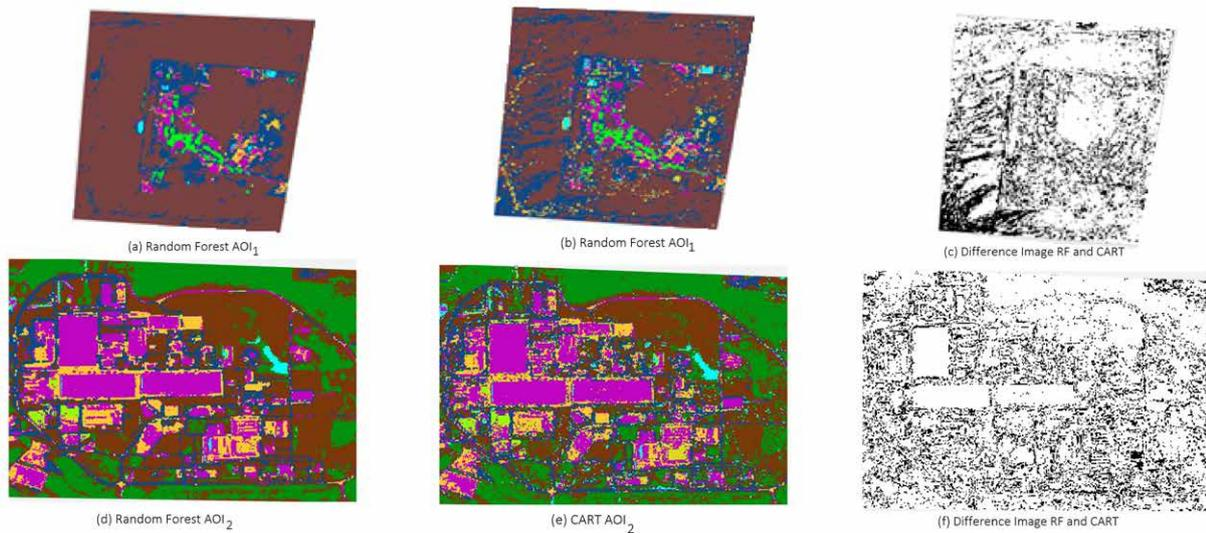 (a) Random Forest AOI1
(b) Random Forest AOI1
(c) Difference Image RF and CART
(d) Random Forest AOI2
(e) CART AOI2
(f) Difference Image RF and CART